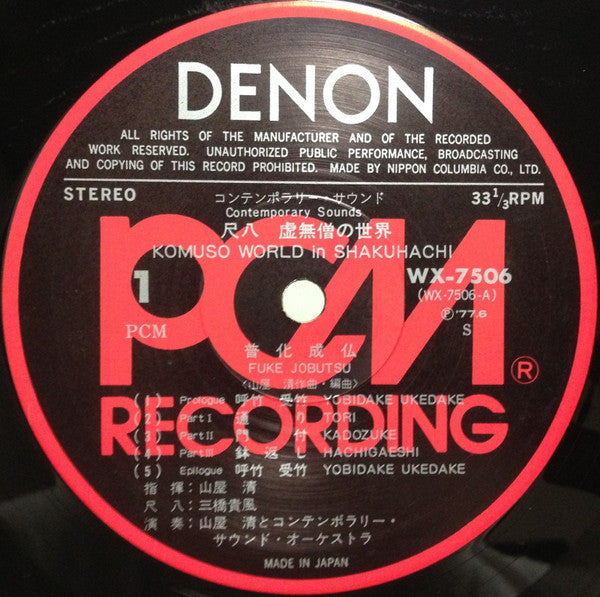 DENON
ALL RIGHTS OF THE MANUFACTURER AND OF THE RECORDED
WORK RESERVED. UNAUTHORIZED PUBLIC PERFORMANCE, BROADCASTING
AND COPYING OF THIS RECORD PROHIBITED. MADE BY NIPPON COLUMBIA CO., LTD.
STEREO
コンテンポラリー・サウンド
33 1/3 RPM
Contemporary Sounds
尺八 虚無僧の世界
KOMUSO WORLD in SHAKUHACHI
1
PCM
WX-7506
(WX-7506-A)
Ⓟ'77.6
S
PCM
®
RECORDING
普化成仏
FUKE JOBUTSU
〈山屋 清作曲・編曲〉
(1) Prologue 呼竹 受竹 YOBIDAKE UKEDAKE
(2) Part I 通り TORI
(3) Part II 門付 KADOZUKE
(4) Part III 鉢返し HACHIGAESHI
(5) Epilogue 呼竹 受竹 YOBIDAKE UKEDAKE
指揮:山屋 清
尺八:三橋貴風
演奏:山屋 清とコンテンポラリー・
サウンド・オーケストラ
MADE IN JAPAN